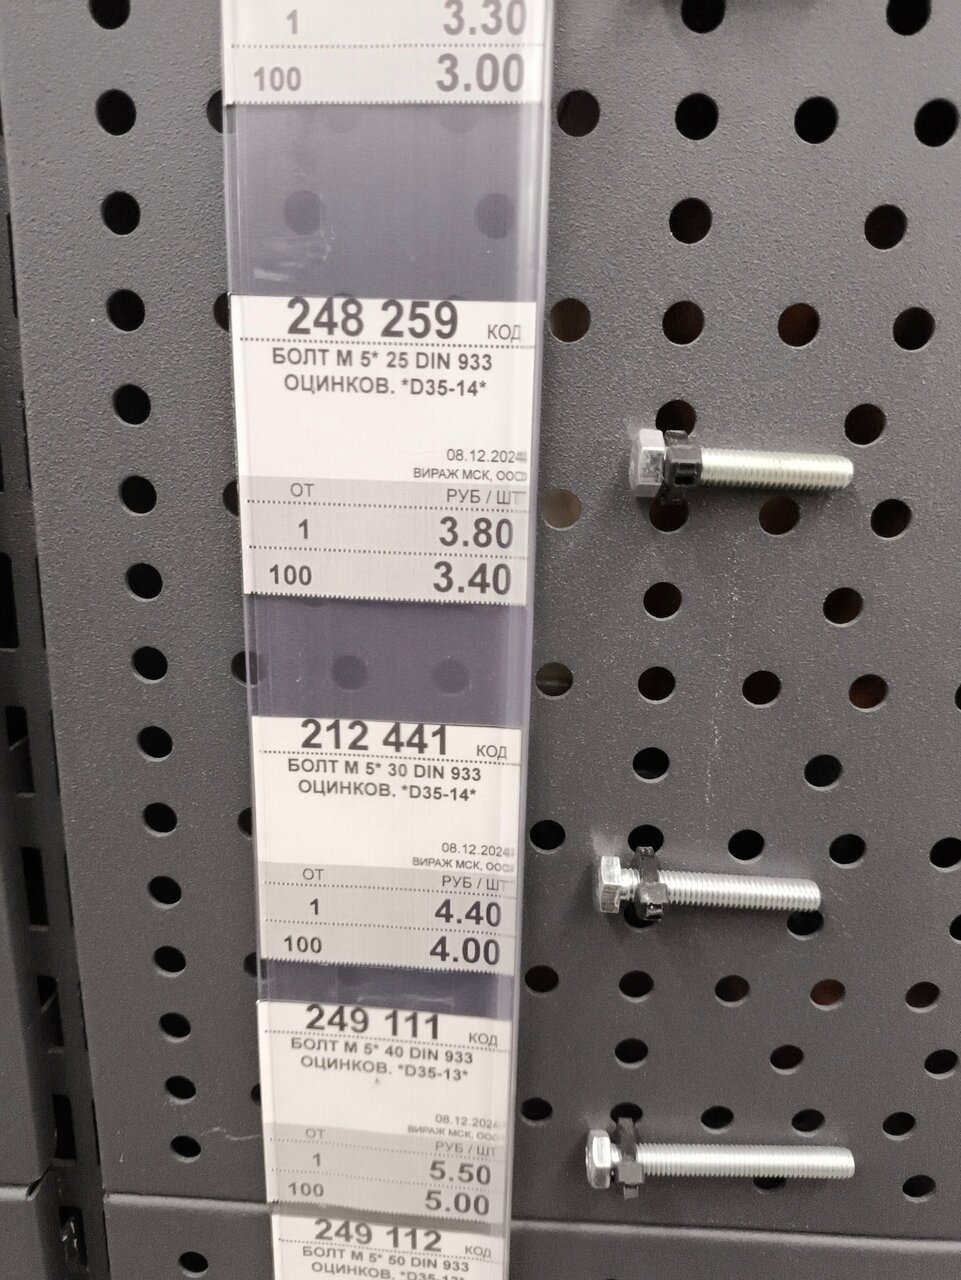 1 3.30
100 3.00
248 259 КОД
БОЛТ М 5* 25 DIN 933
ОЦИНКОВ. *D35-14*
08.12.2024
ВИРАЖ МСК, ООО
ОТ РУБ / ШТ
1 3.80
100 3.40
212 441 КОД
БОЛТ М 5* 30 DIN 933
ОЦИНКОВ. *D35-14*
08.12.2024
ВИРАЖ МСК, ООО
ОТ РУБ / ШТ
1 4.40
100 4.00
249 111 КОД
БОЛТ М 5* 40 DIN 933
ОЦИНКОВ. *D35-13*
08.12.2024
ВИРАЖ МСК, ООО
ОТ РУБ / ШТ
1 5.50
100 5.00
249 112 КОД
БОЛТ М 5* 50 DIN 933
ОЦИНКОВ. *D35-13*